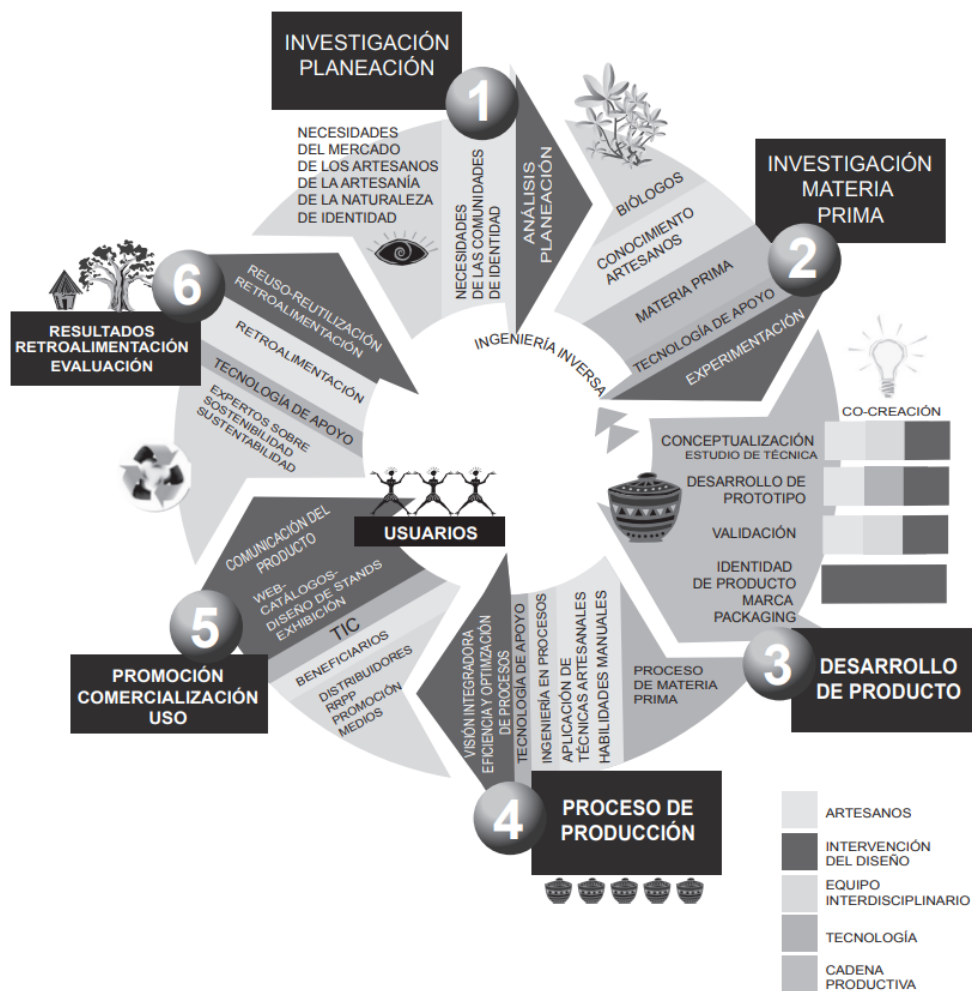 INVESTIGACIÓN
PLANEACIÓN
1
NECESIDADES
DEL MERCADO
DE LOS ARTESANOS
DE LA ARTESANÍA
DE LA NATURALEZA
DE IDENTIDAD
NECESIDADES
DE LAS COMUNIDADES
DE IDENTIDAD
ANÁLISIS
PLANEACIÓN
INVESTIGACIÓN
MATERIA
PRIMA
2
BIÓLOGOS
CONOCIMIENTO
ARTESANOS
MATERIA PRIMA
TECNOLOGÍA DE APOYO
EXPERIMENTACIÓN
INGENIERÍA INVERSA
CO-CREACIÓN
CONCEPTUALIZACIÓN
ESTUDIO DE TÉCNICA
DESARROLLO DE
PROTOTIPO
VALIDACIÓN
IDENTIDAD
DE PRODUCTO
MARCA
PACKAGING
3
DESARROLLO
DE PRODUCTO
PROCESO
DE MATERIA
PRIMA
HABILIDADES MANUALES
TÉCNICAS ARTESANALES
APLICACIÓN DE
INGENIERÍA EN PROCESOS
TECNOLOGÍA DE APOYO
VISIÓN INTEGRADORA
EFICIENCIA Y OPTIMZACIÓN
DE PROCESOS
4
PROCESO DE
PRODUCCIÓN
USUARIOS
COMUNICACIÓN DEL
PRODUCTO
WEB-
CATÁLOGOS-
DISEÑO DE STANDS
EXHIBICIÓN
TIC
BENEFICIARIOS
DISTRIBUIDORES
RRPP
PROMOCIÓN
MEDIOS
5
PROMOCIÓN
COMERCIALIZACIÓN
USO
6
RESULTADOS
RETROALIMENTACIÓN
EVALUACIÓN
REUSO-REUTILIZACIÓN
RETROALIMENTACIÓN
RETROALIMENTACIÓN
TECNOLOGÍA DE APOYO
EXPERTOS SOBRE
SOSTENIBILIDAD
SUSTENTABILIDAD
ARTESANOS
INTERVENCIÓN
DEL DISEÑO
EQUIPO
INTERDISCIPLINARIO
TECNOLOGÍA
CADENA
PRODUCTIVA